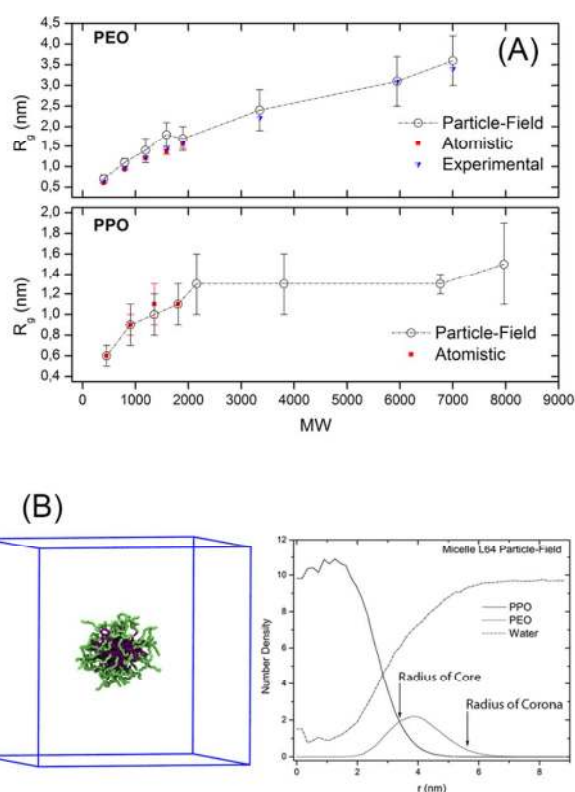 (A)
PEO
4,5
4,0
3,5
3,0
2,5
2,0
1,5
1,0
0,5
Rg (nm)
Particle-Field
Atomistic
Experimental
PPO
2,0
1,8
1,6
1,4
1,2
1,0
0,8
0,6
0,4
Rg (nm)
Particle-Field
Atomistic
0 1000 2000 3000 4000 5000 6000 7000 8000 9000
MW
(B)
12
10
8
6
4
2
0
Number Density
Micelle L64 Particle-Field
PPO
PEO
Water
Radius of Core
Radius of Corona
0 2 4 6 8
r (nm)